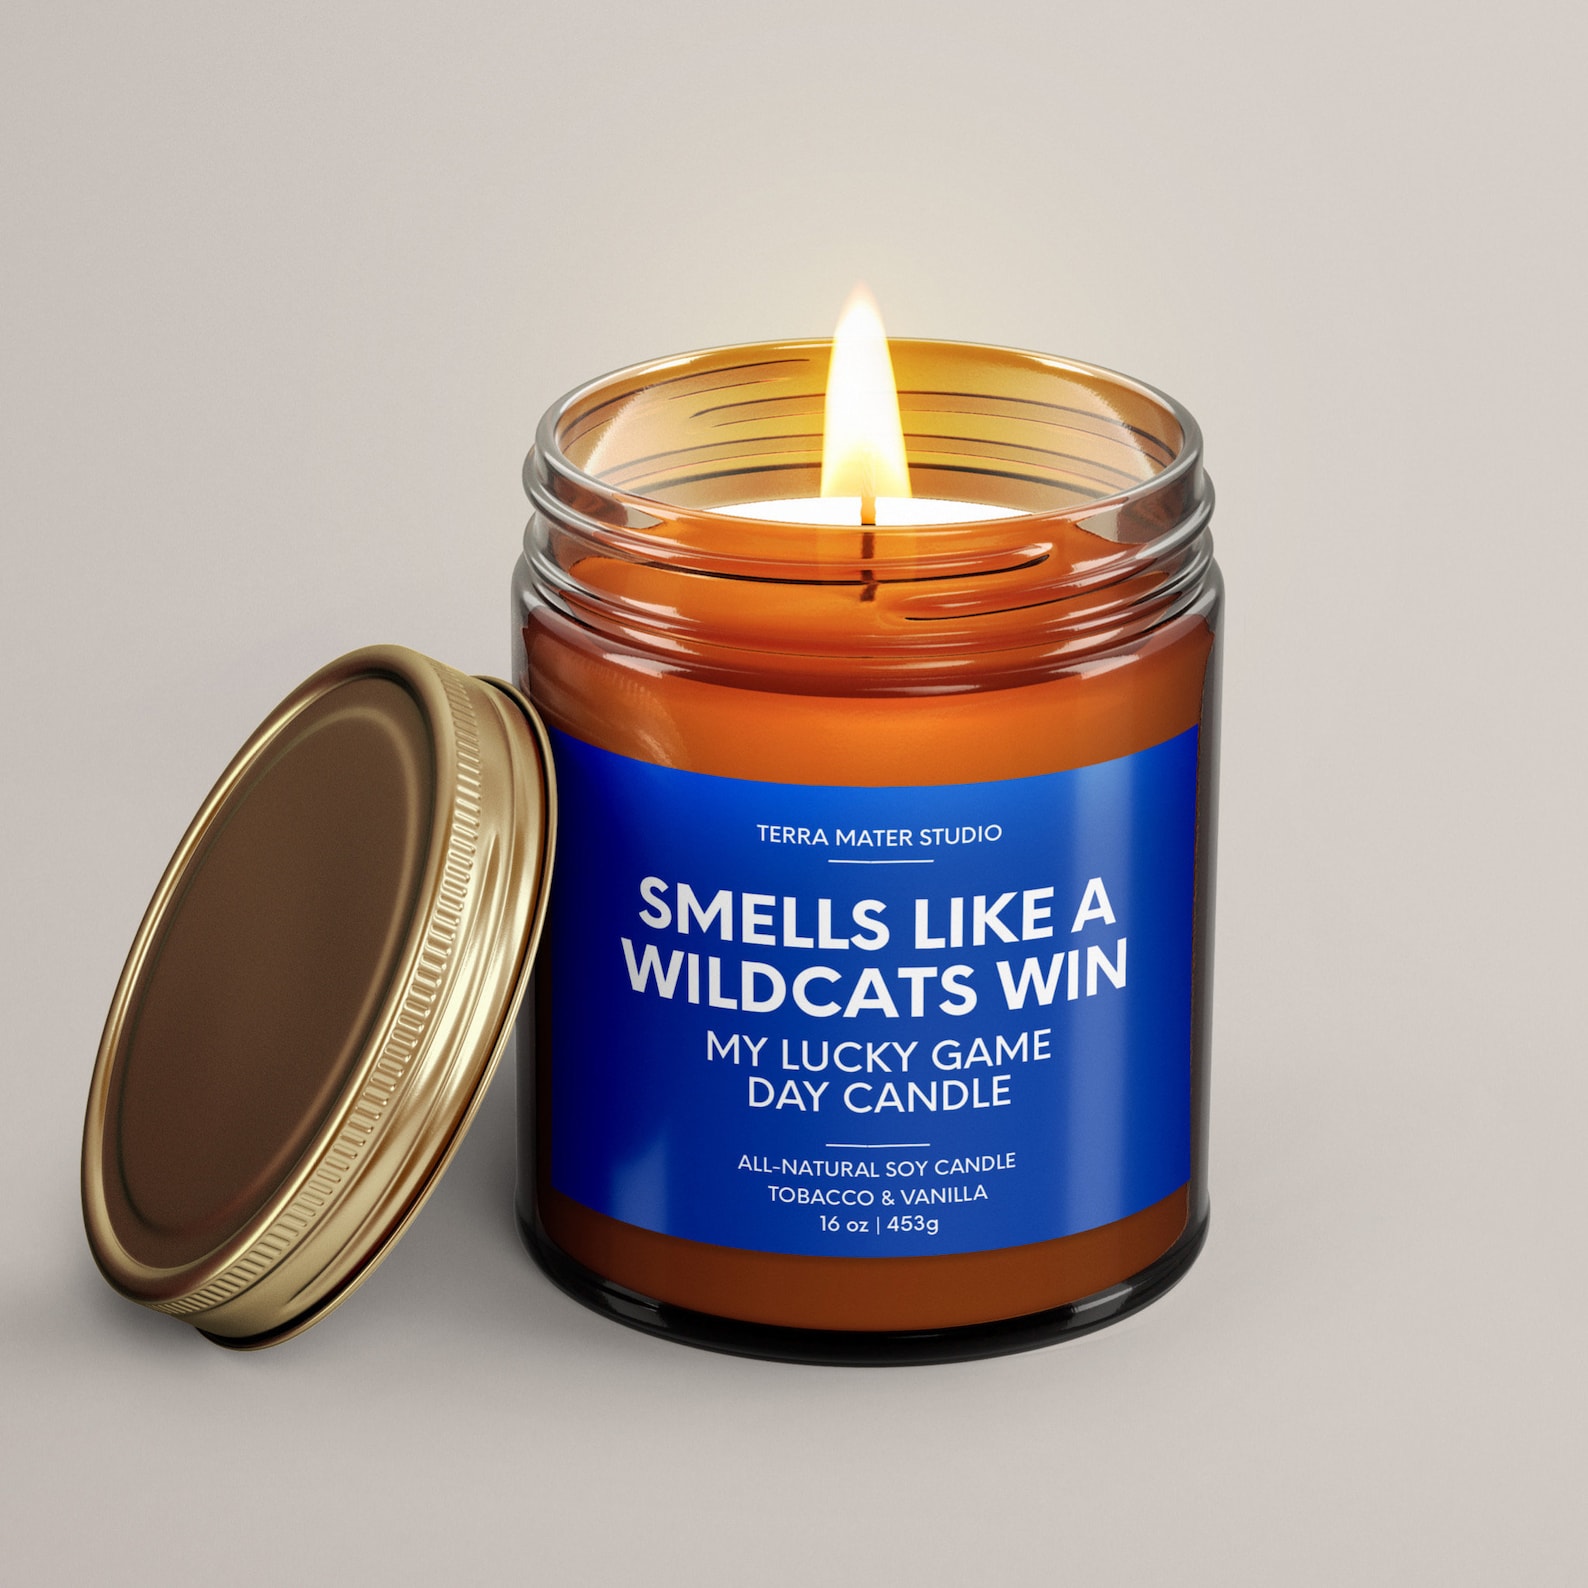 TERRA MATER STUDIO
SMELLS LIKE A
WILDCATS WIN
MY LUCKY GAME
DAY CANDLE
ALL-NATURAL SOY CANDLE
TOBACCO & VANILLA
16 oz | 453g